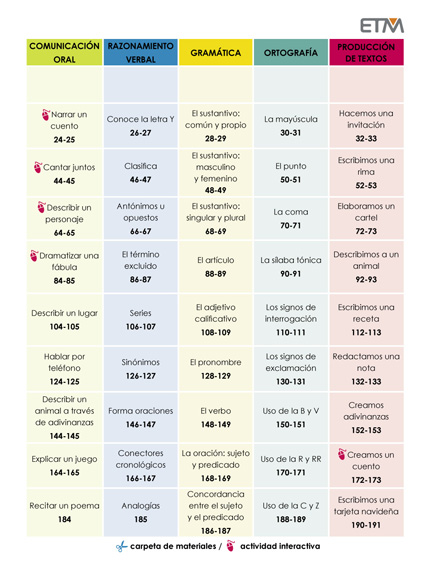 ETM
COMUNICACIÓN
ORAL
RAZONAMIENTO
VERBAL
GRAMÁTICA
ORTOGRAFÍA
PRODUCCIÓN
DE TEXTOS
Narrar un
cuento
24-25
Conoce la letra Y
26-27
El sustantivo:
común y propio
28-29
La mayúscula
30-31
Hacemos una
invitación
32-33
Cantar juntos
44-45
Clasifica
46-47
El sustantivo:
masculino
y femenino
48-49
El punto
50-51
Escribimos una
rima
52-53
Describir un
personaje
64-65
Antónimos u
opuestos
66-67
El sustantivo:
singular y plural
68-69
La coma
70-71
Elaboramos un
cartel
72-73
Dramatizar una
fábula
84-85
El término
excluido
86-87
El artículo
88-89
La sílaba tónica
90-91
Describimos a un
animal
92-93
Describir un lugar
104-105
Series
106-107
El adjetivo
calificativo
108-109
Los signos de
interrogación
110-111
Escribimos una
receta
112-113
Hablar por
teléfono
124-125
Sinónimos
126-127
El pronombre
128-129
Los signos de
exclamación
130-131
Redactamos una
nota
132-133
Describir un
animal a través
de adivinanzas
144-145
Forma oraciones
146-147
El verbo
148-149
Uso de la B y V
150-151
Creamos
adivinanzas
152-153
Explicar un juego
164-165
Conectores
cronológicos
166-167
La oración: sujeto
y predicado
168-169
Uso de la R y RR
170-171
Creamos un
cuento
172-173
Recitar un poema
184
Analogías
185
Concordancia
entre el sujeto
y el predicado
186-187
Uso de la C y Z
188-189
Escribimos una
tarjeta navideña
190-191
carpeta de materiales / actividad interactiva